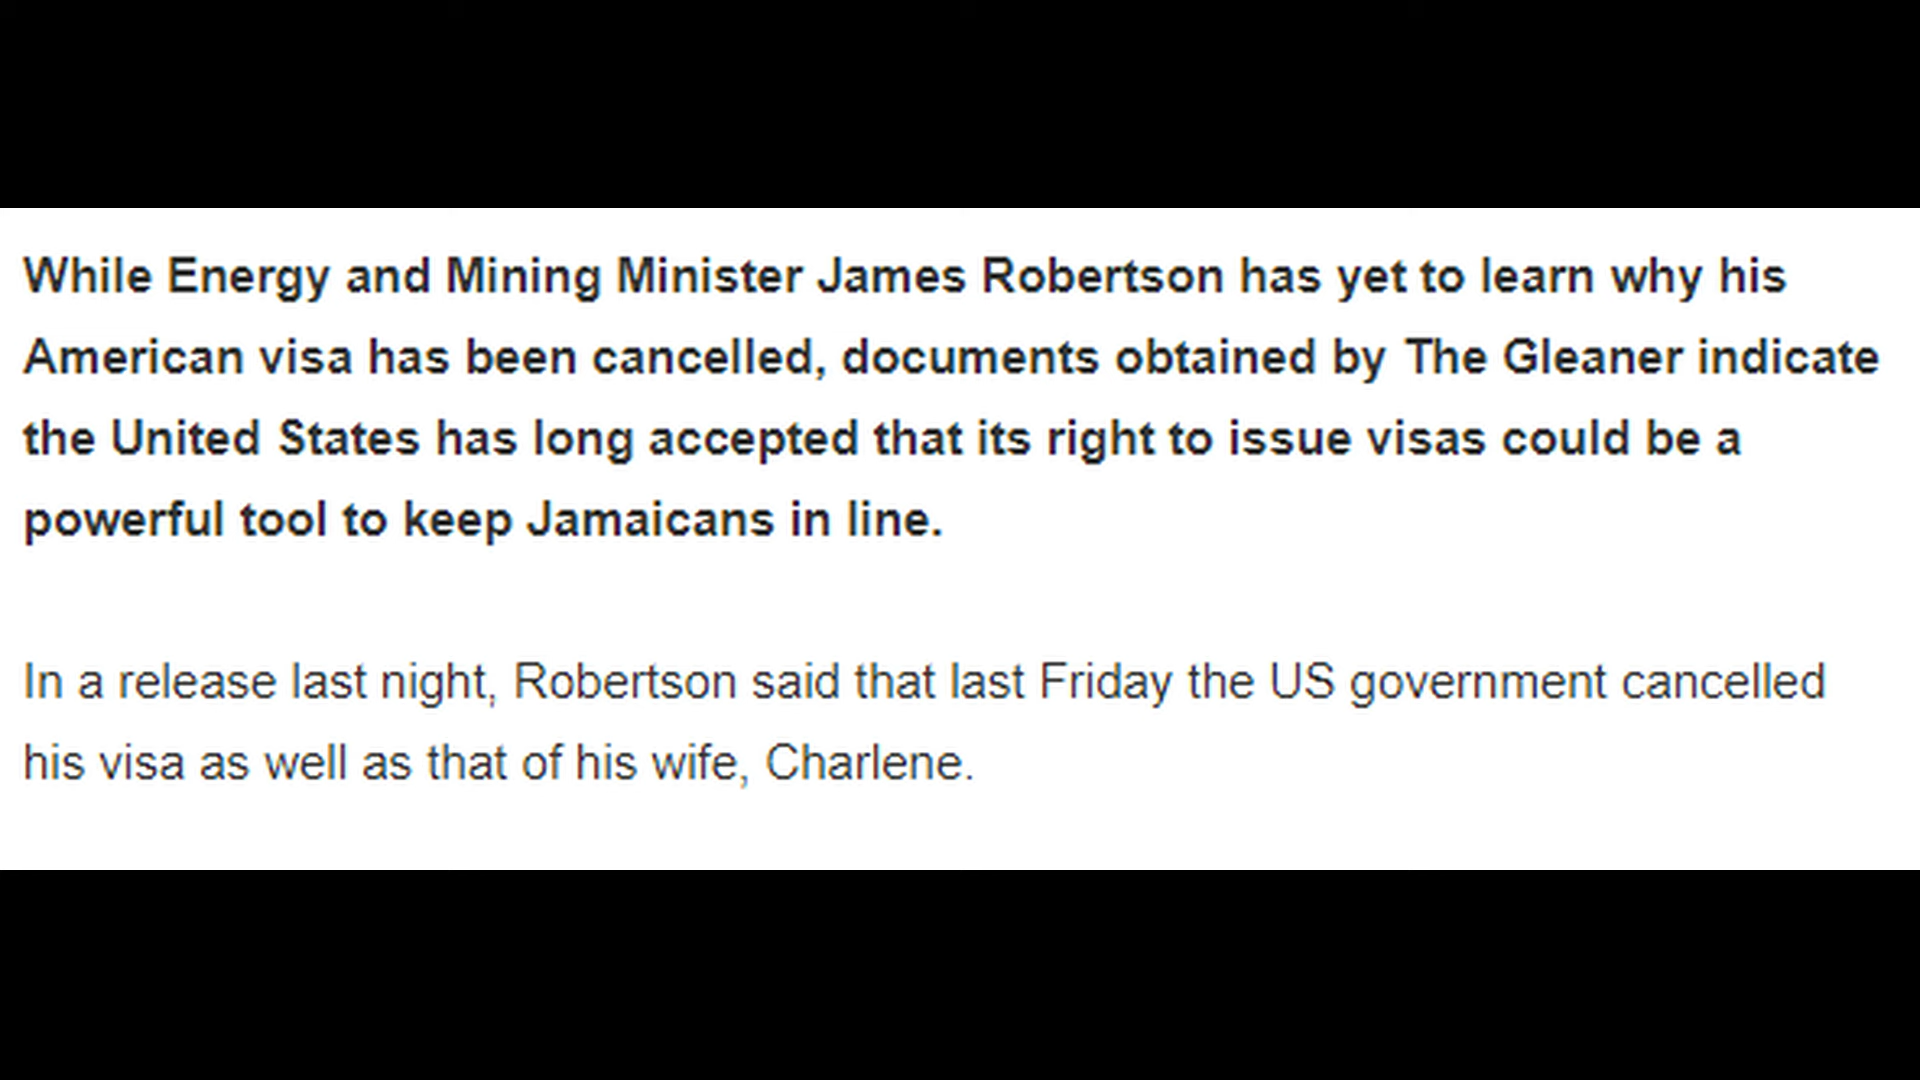 While Energy and Mining Minister James Robertson has yet to learn why his
American visa has been cancelled, documents obtained by The Gleaner indicate
the United States has long accepted that its right to issue visas could be a
powerful tool to keep Jamaicans in line.
In a release last night, Robertson said that last Friday the US government cancelled
his visa as well as that of his wife, Charlene.